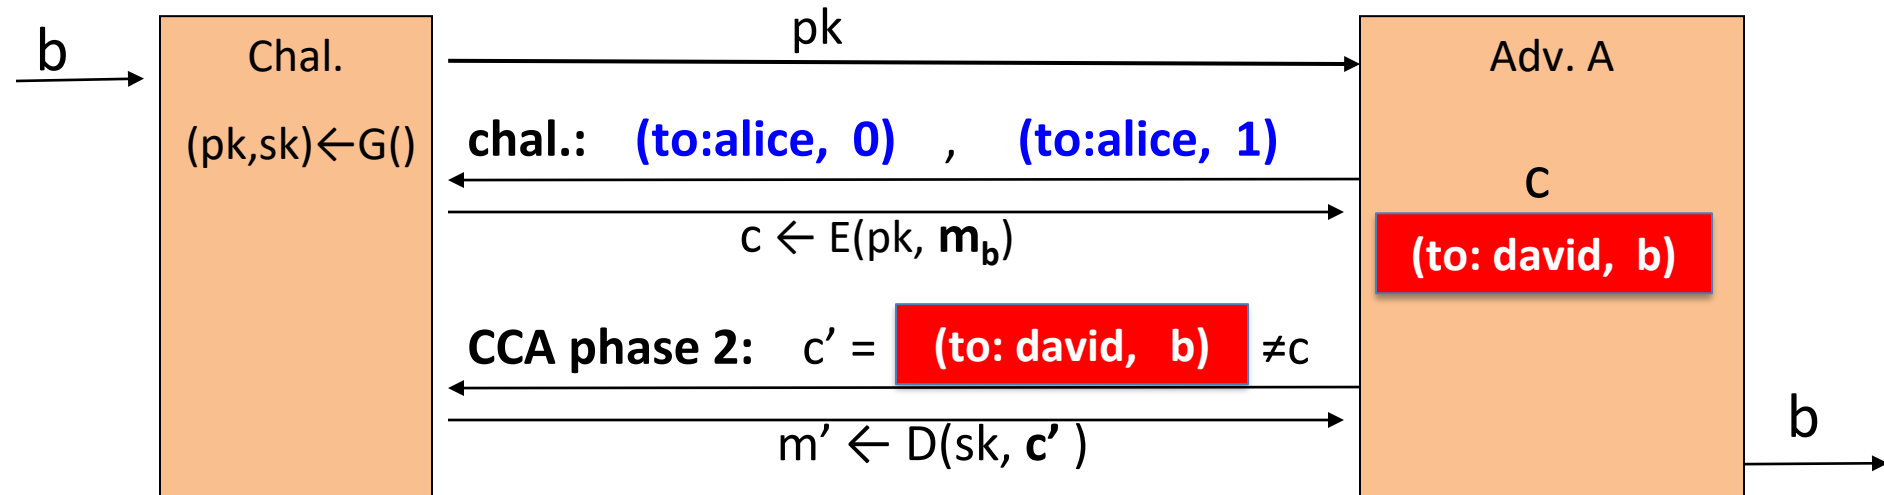 b
Chal.
(pk,sk)←G()
pk
chal.: (to:alice, 0) , (to:alice, 1)
c ← E(pk, m_b)
CCA phase 2: c’ = (to: david, b) ≠c
m’ ← D(sk, c’ )
Adv. A
c
(to: david, b)
b